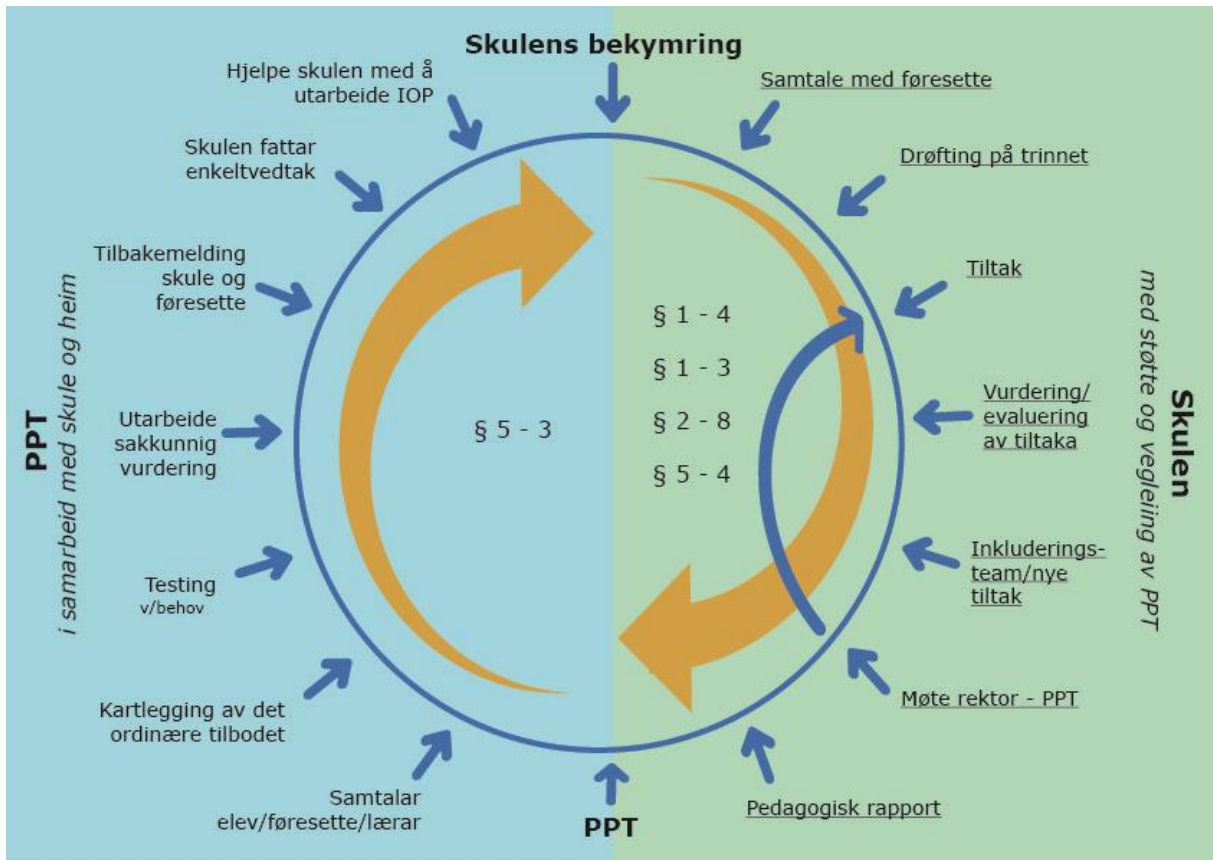 Skulens bekymring
Samtale med føresette
Drøfting på trinnet
Tiltak
Vurdering/
evaluering
av tiltaka
Inkluderings-
team/nye
tiltak
Møte rektor - PPT
Pedagogisk rapport
PPT
Samtalar
elev/føresette/lærar
Kartlegging av det
ordinære tilbodet
Testing
v/behov
Utarbeide
sakkunnig
vurdering
Tilbakemelding
skule og
føresette
Skulen fattar
enkeltvedtak
Hjelpe skulen med å
utarbeide IOP
§ 1 - 4
§ 1 - 3
§ 2 - 8
§ 5 - 4
§ 5 - 3
Skulen
med støtte og vegleiing av PPT
PPT
i samarbeid med skule og heim